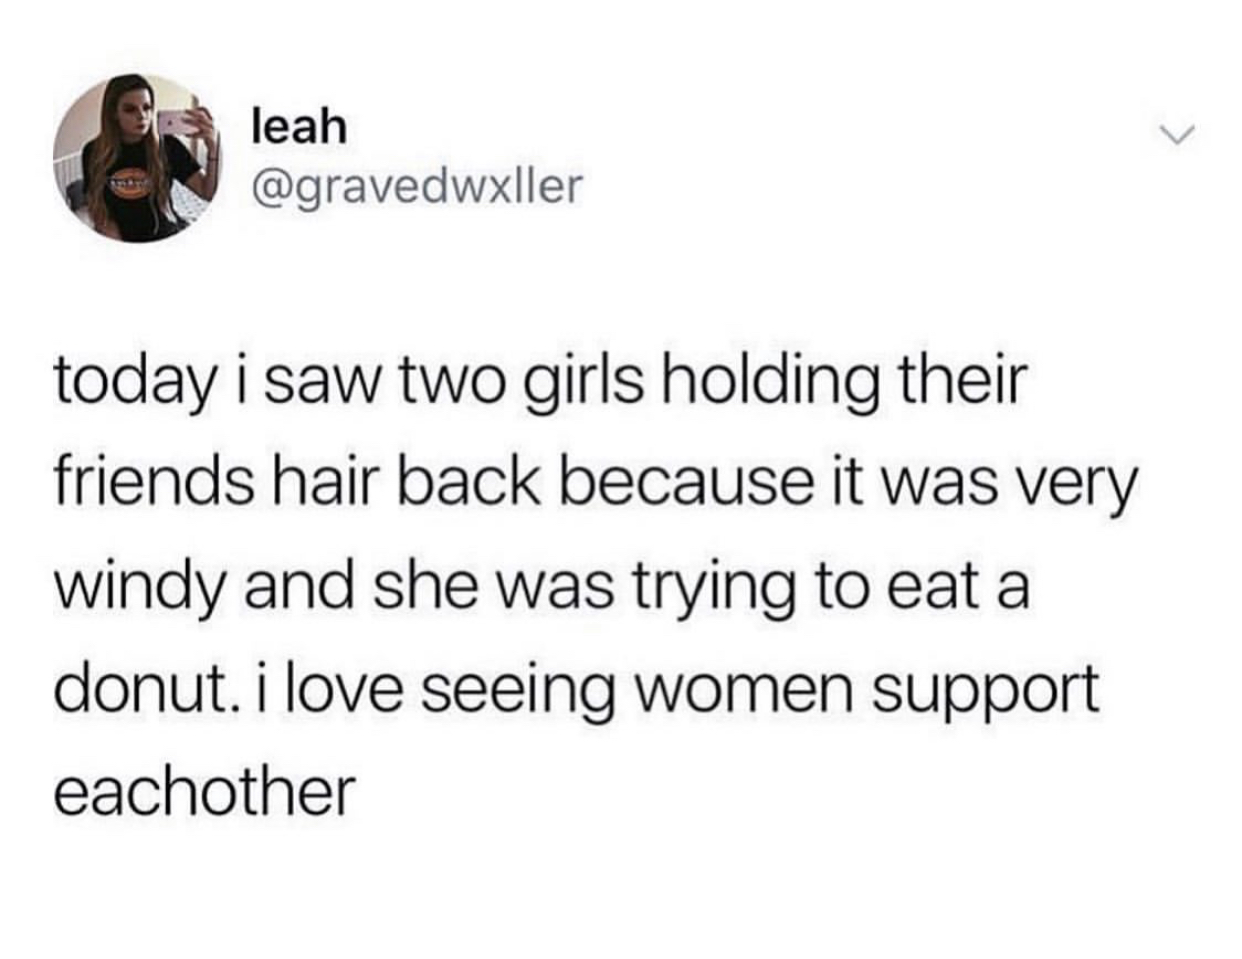 leah
@gravedwxller
today i saw two girls holding their
friends hair back because it was very
windy and she was trying to eat a
donut. i love seeing women support
eachother